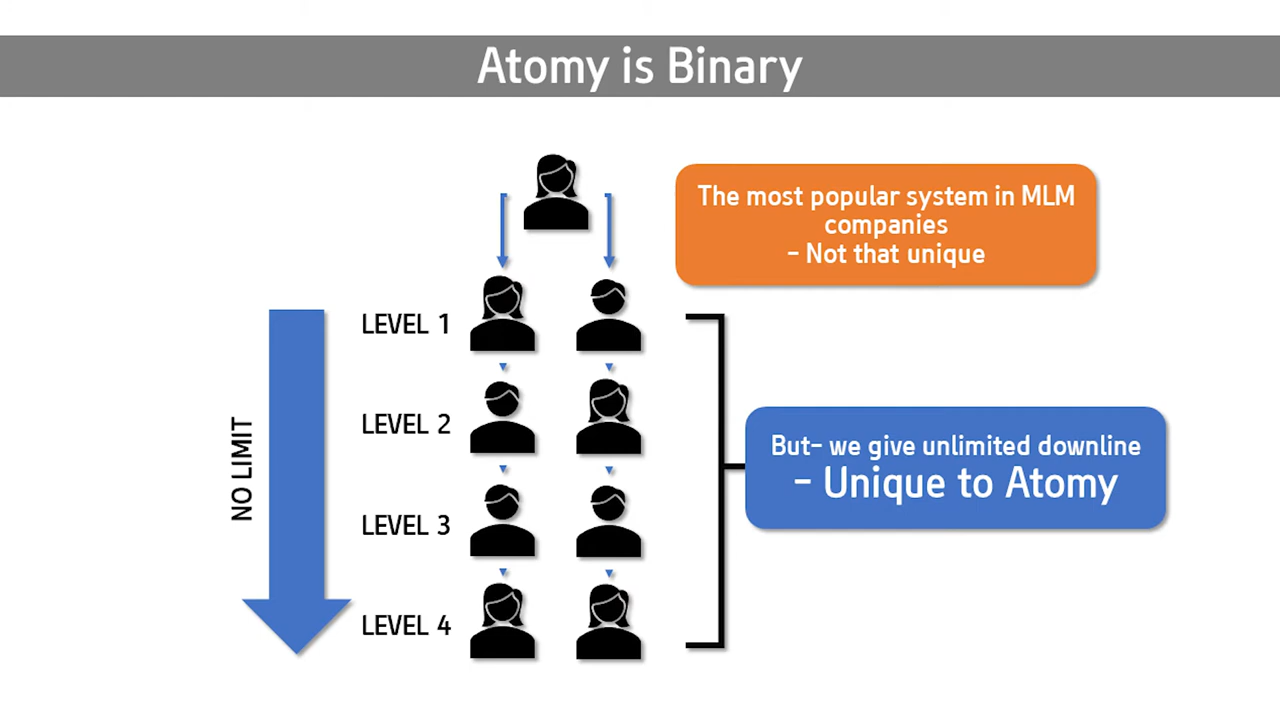 Atomy is Binary
The most popular system in MLM
companies
- Not that unique
LEVEL 1
LEVEL 2
LEVEL 3
LEVEL 4
NO LIMIT
But- we give unlimited downline
- Unique to Atomy